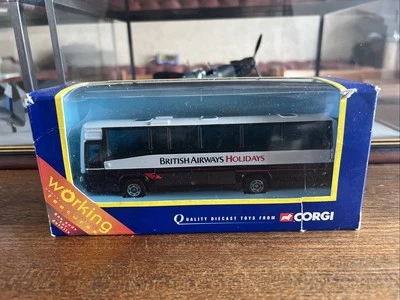 BRITISH AIRWAYS HOLIDAYS
working
QUALITY DIECAST TOYS FROM CORGI